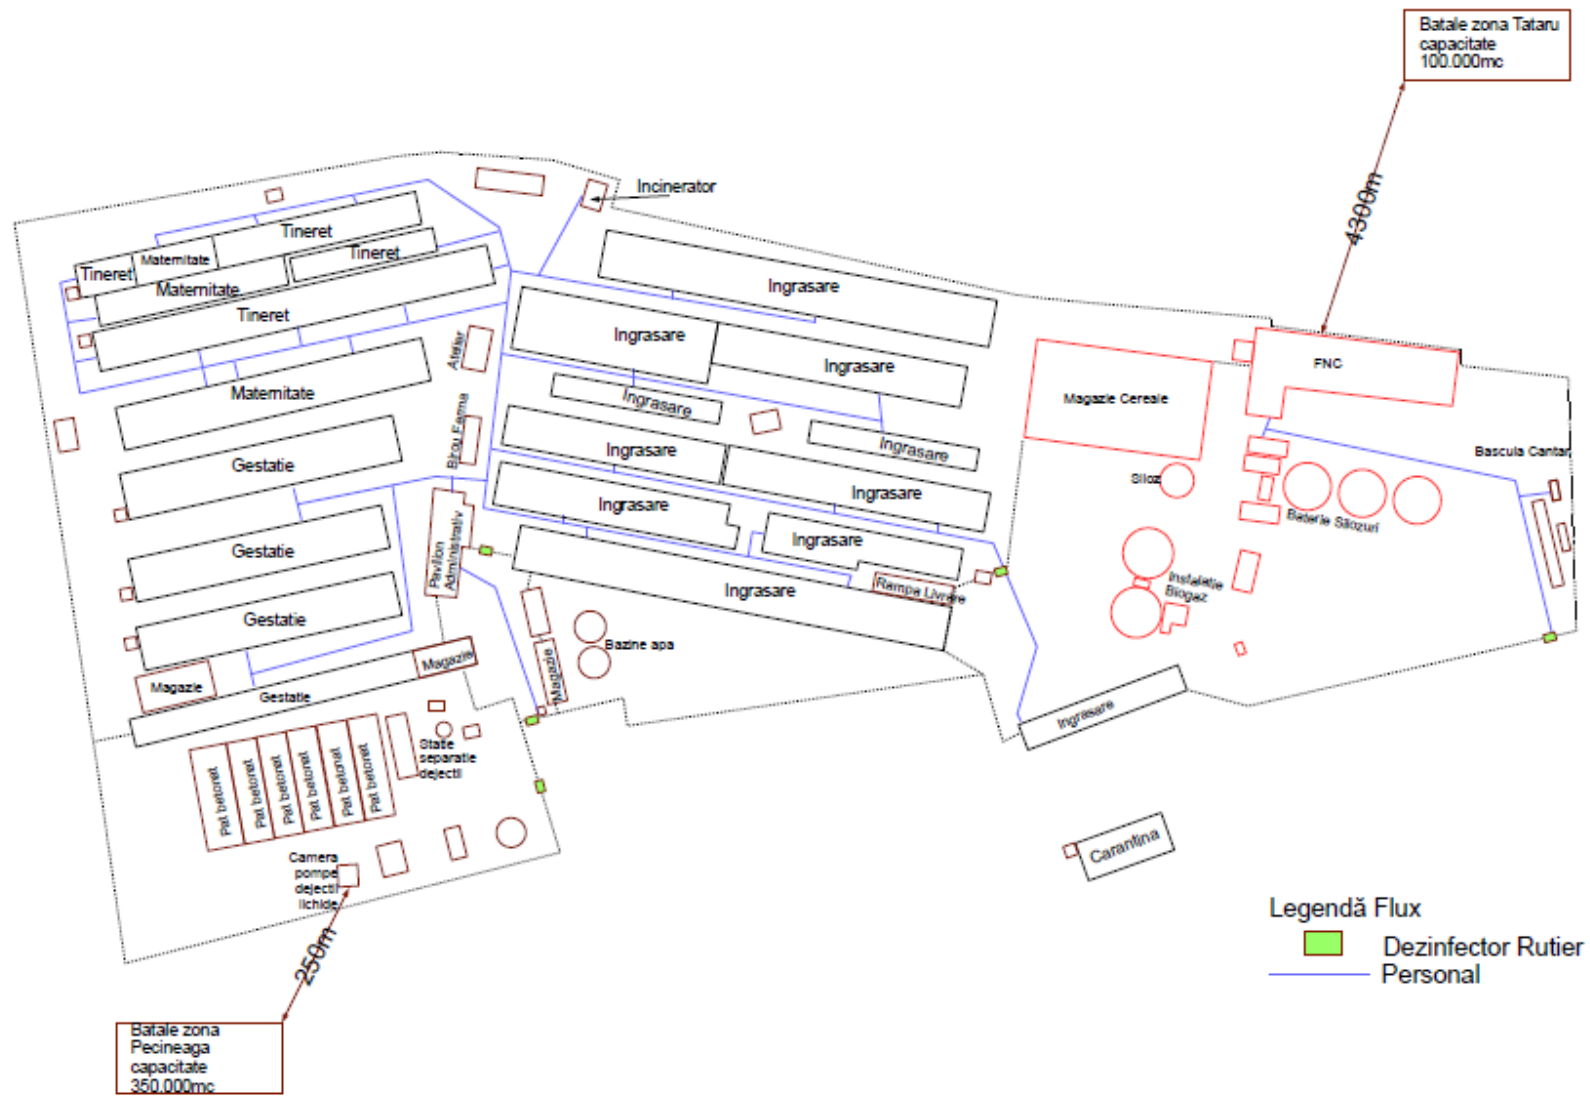 Batale zona Tataru
capacitate
100.000mc
4300m
Incinerator
Tineret
Tineret
Maternitate
Tineret
Maternitate
Tineret
Maternitate
Gestatie
Gestatie
Gestatie
Magazie
Gestatie
Magazie
Atelier
Birou Ferma
Pavilion
Administrativ
Ingrasare
Ingrasare
Ingrasare
Ingrasare
Ingrasare
Ingrasare
Ingrasare
Ingrasare
Ingrasare
Ingrasare
Rampa Livrare
Magazie
Bazine apa
FNC
Magazie Cereale
Bascula Cantar
Siloz
Baterie Silozuri
Instalatie
Biogaz
Ingrasare
Carantina
Statie
separatie
dejectii
Pat betonat
Pat betonat
Pat betonat
Pat betonat
Pat betonat
Pat betonat
Camera
pompe
dejectii
lichide
250m
Batale zona
Pecineaga
capacitate
350.000mc
Legendă Flux
Dezinfector Rutier
Personal